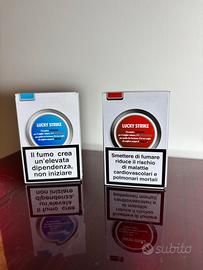 LUCKY STRIKE
Il fumo crea
un'elevata
dipendenza,
non iniziare
LUCKY STRIKE
Smettere di fumare
riduce il rischio
di malattie
cardiovascolari e
polmonari mortali
subito